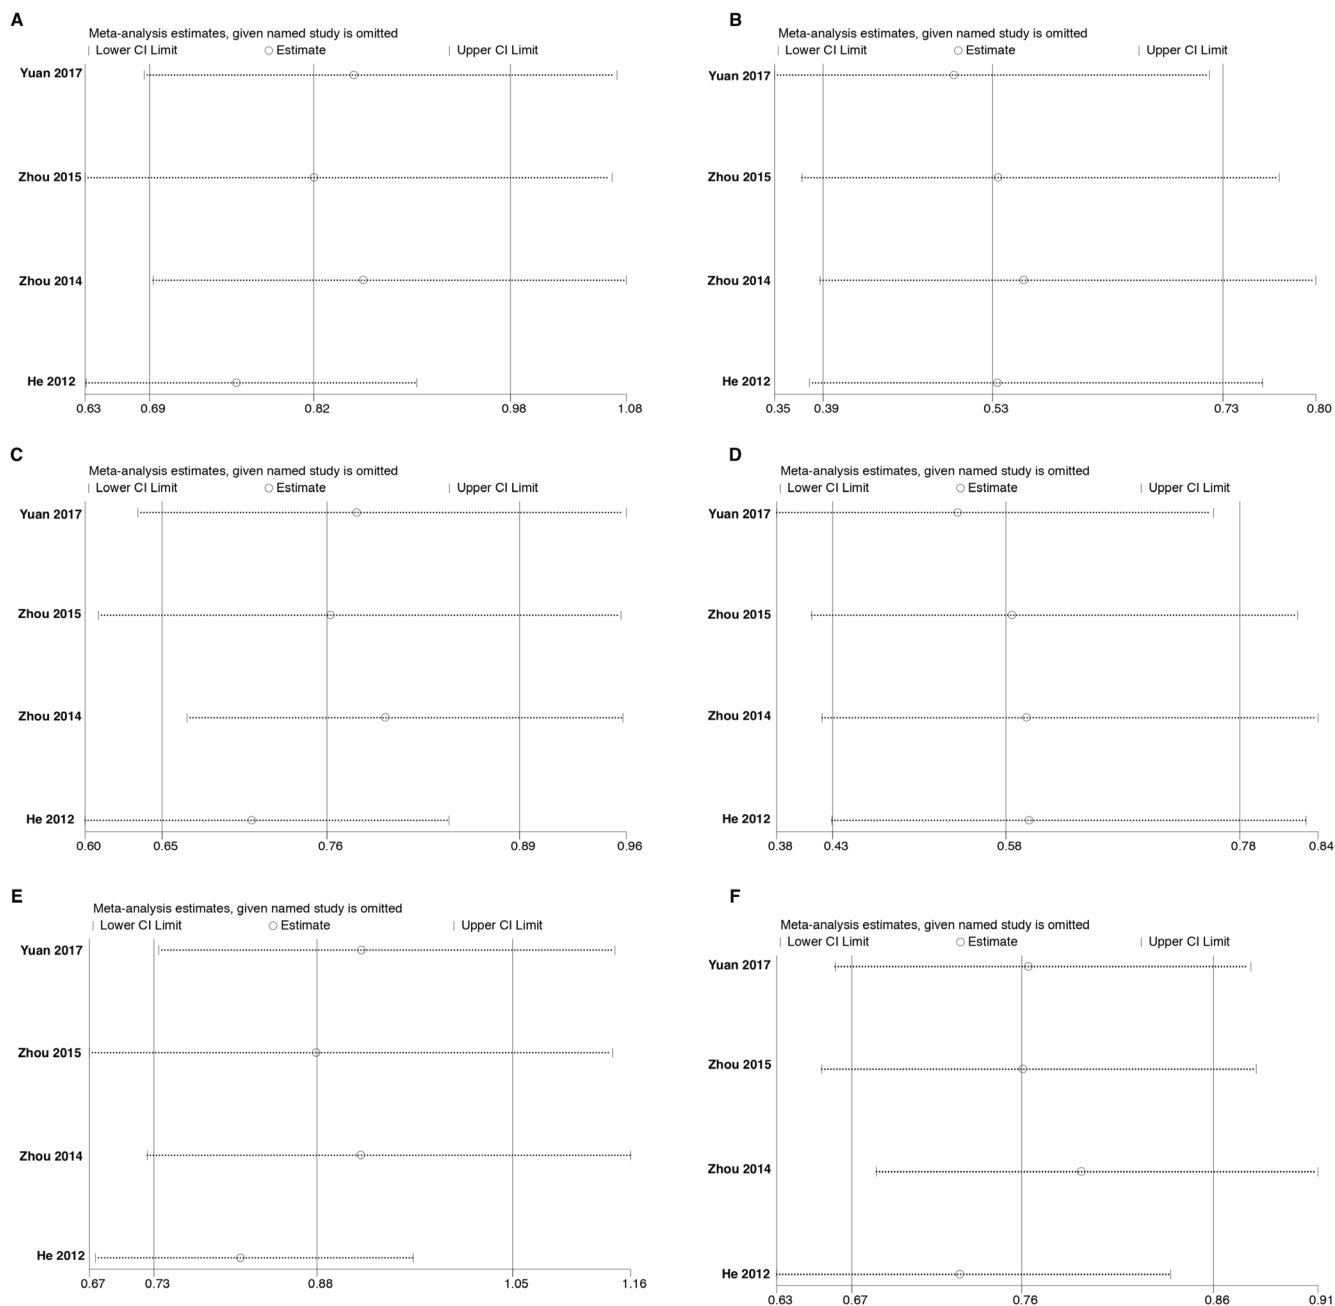 A
Meta-analysis estimates, given named study is omitted
Lower CI Limit Estimate Upper CI Limit
Yuan 2017
Zhou 2015
Zhou 2014
He 2012
0.63 0.69 0.82 0.98 1.08
B
Meta-analysis estimates, given named study is omitted
Lower CI Limit Estimate Upper CI Limit
Yuan 2017
Zhou 2015
Zhou 2014
He 2012
0.35 0.39 0.53 0.73 0.80
C
Meta-analysis estimates, given named study is omitted
Lower CI Limit Estimate Upper CI Limit
Yuan 2017
Zhou 2015
Zhou 2014
He 2012
0.60 0.65 0.76 0.89 0.96
D
Meta-analysis estimates, given named study is omitted
Lower CI Limit Estimate Upper CI Limit
Yuan 2017
Zhou 2015
Zhou 2014
He 2012
0.38 0.43 0.58 0.78 0.84
E
Meta-analysis estimates, given named study is omitted
Lower CI Limit Estimate Upper CI Limit
Yuan 2017
Zhou 2015
Zhou 2014
He 2012
0.67 0.73 0.88 1.05 1.16
F
Meta-analysis estimates, given named study is omitted
Lower CI Limit Estimate Upper CI Limit
Yuan 2017
Zhou 2015
Zhou 2014
He 2012
0.63 0.67 0.76 0.86 0.91